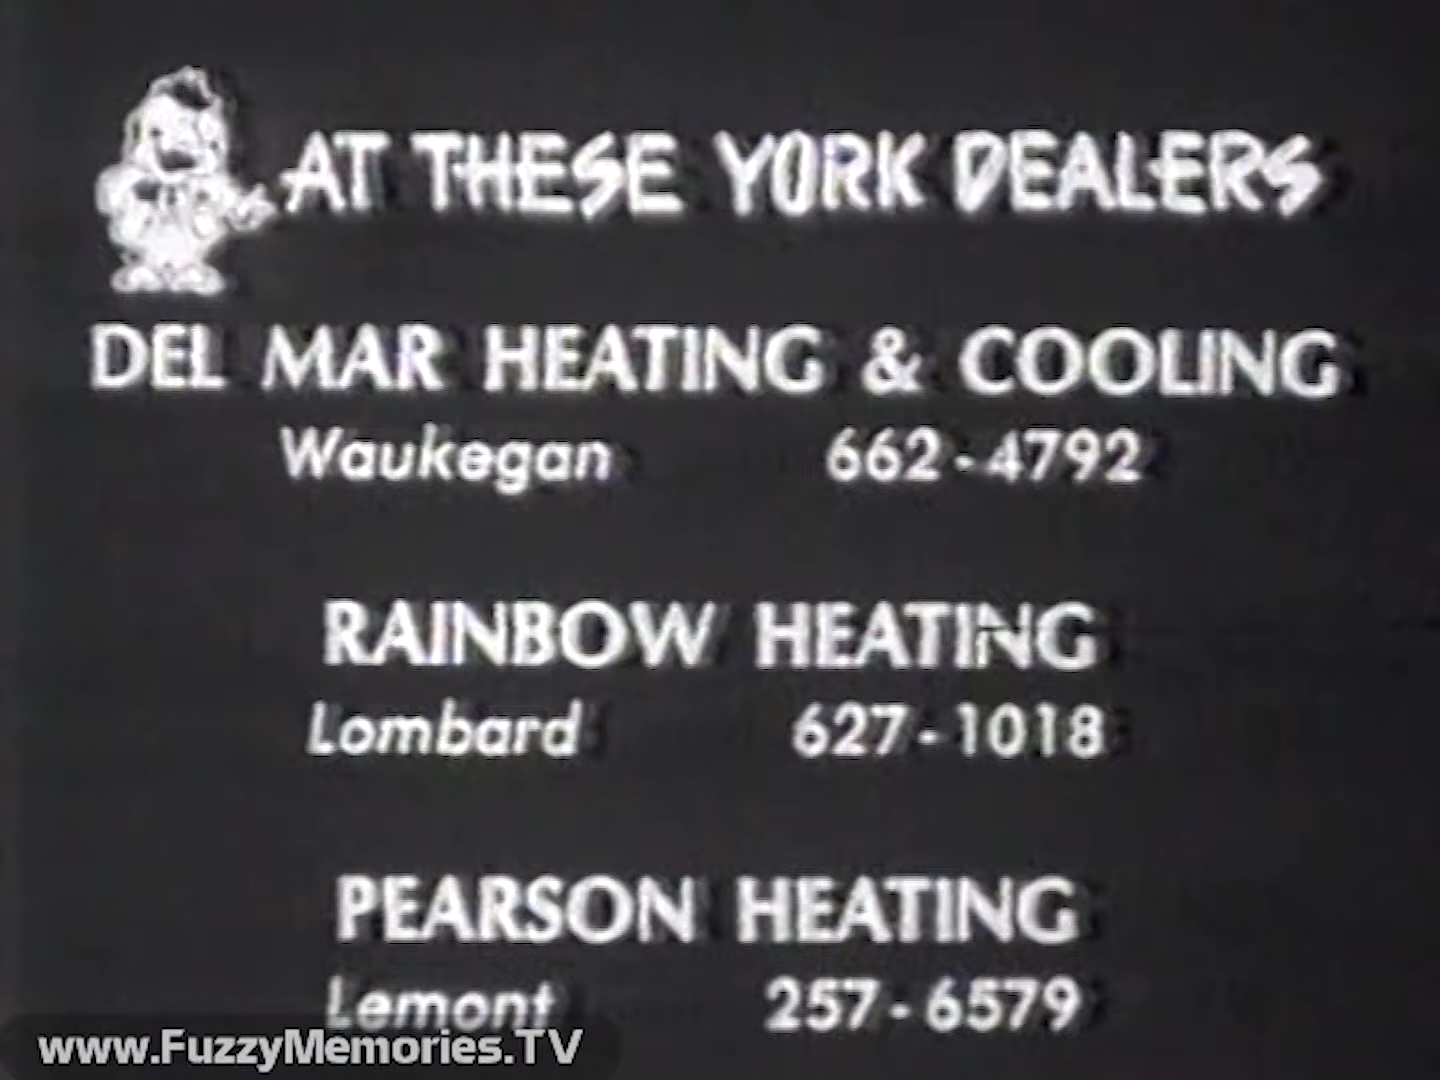 AT THESE YORK DEALERS
DEL MAR HEATING & COOLING
Waukegan 662-4792
RAINBOW HEATING
Lombard 627-1018
PEARSON HEATING
Lemont 257-6579
www.FuzzyMemories.TV